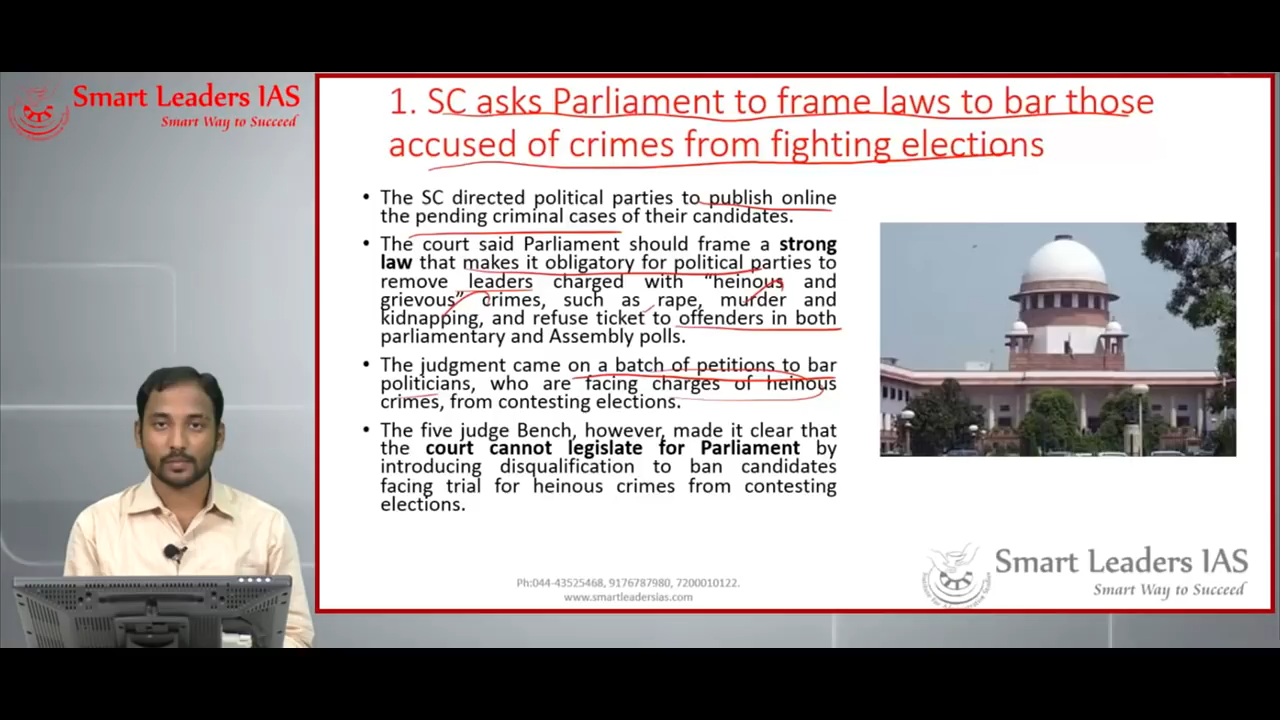 Smart Leaders IAS
Smart Way to Succeed
1. SC asks Parliament to frame laws to bar those
accused of crimes from fighting elections
• The SC directed political parties to publish online
the pending criminal cases of their candidates.
• The court said Parliament should frame a strong
law that makes it obligatory for political parties to
remove leaders charged with “heinous and
grievous” crimes, such as rape, murder and
kidnapping, and refuse ticket to offenders in both
parliamentary and Assembly polls.
• The judgment came on a batch of petitions to bar
politicians, who are facing charges of heinous
crimes, from contesting elections.
• The five judge Bench, however, made it clear that
the court cannot legislate for Parliament by
introducing disqualification to ban candidates
facing trial for heinous crimes from contesting
elections.
Ph:044-43525468, 9176787980, 7200010122.
www.smartleadersias.com
Smart Leaders IAS
Smart Way to Succeed